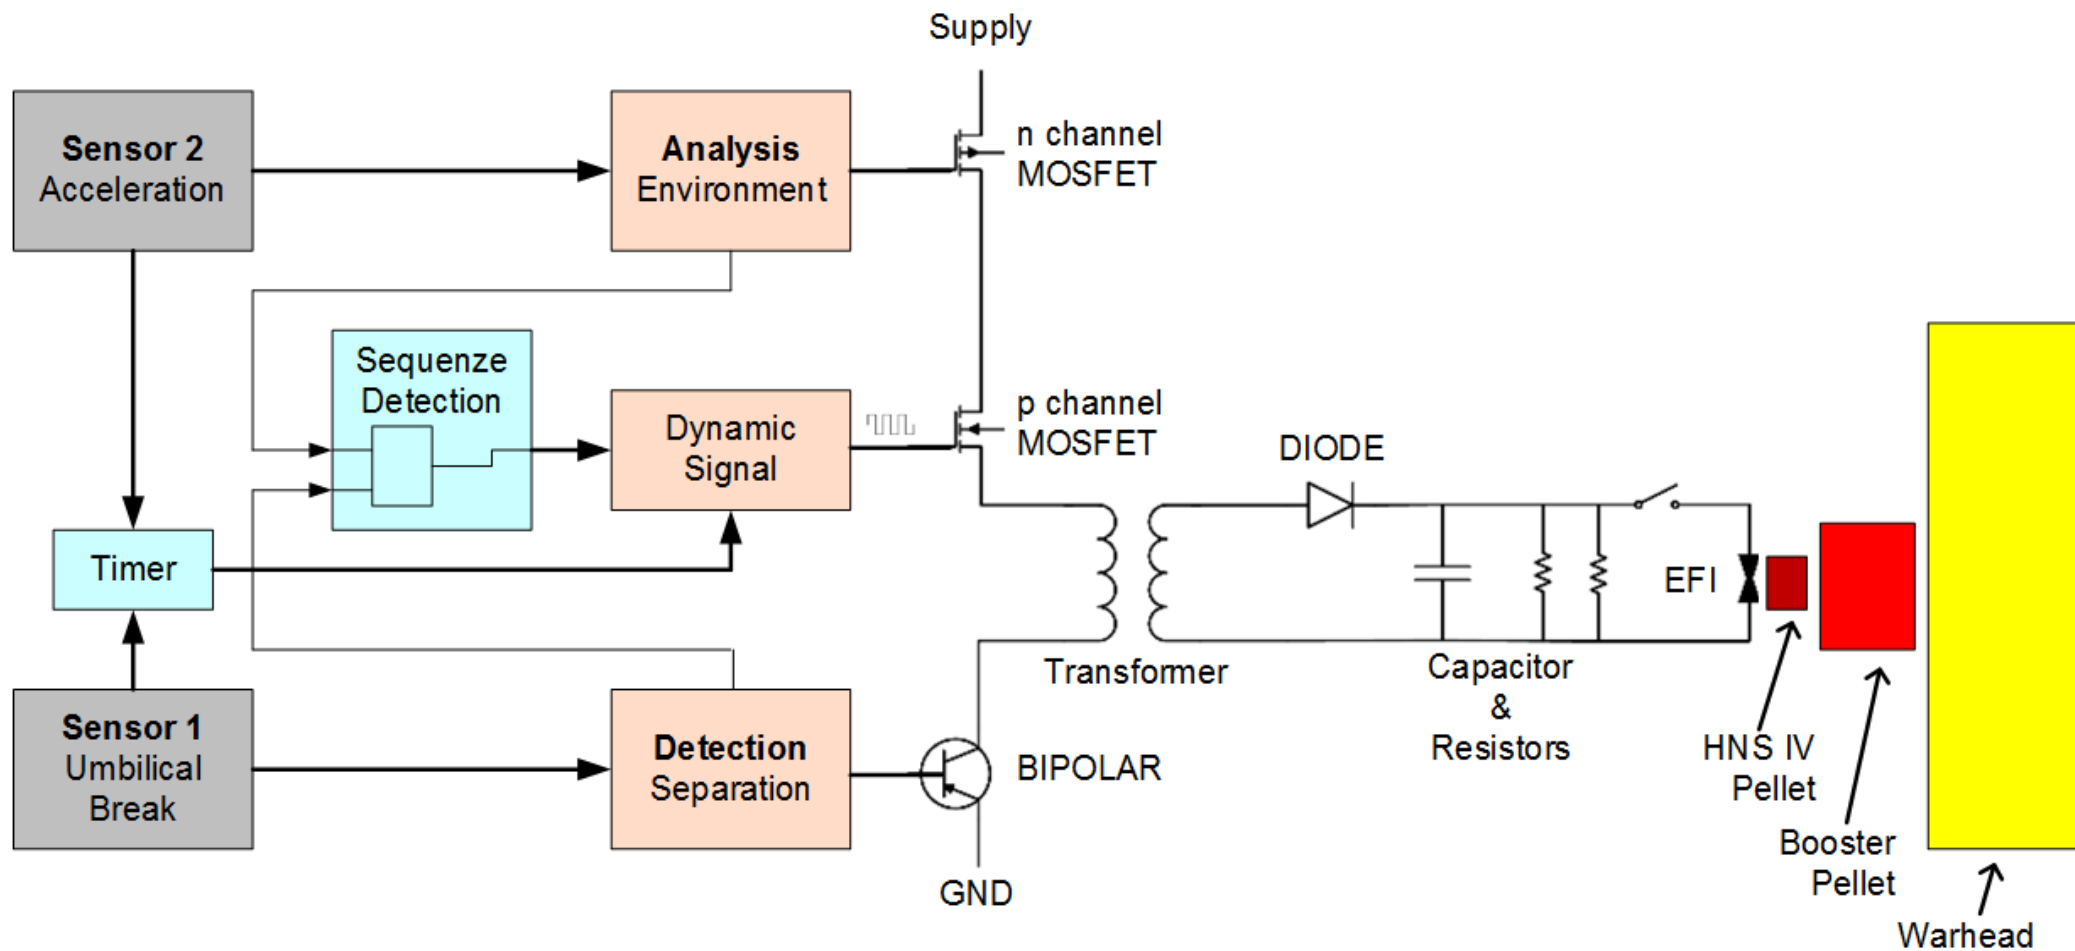 Supply
Sensor 2
Acceleration
Analysis
Environment
n channel
MOSFET
Sequenze
Detection
Dynamic
Signal
p channel
MOSFET
DIODE
Timer
EFI
Transformer
Capacitor
&
Resistors
Sensor 1
Umbilical
Break
Detection
Separation
BIPOLAR
HNS IV
Pellet
Booster
Pellet
GND
Warhead